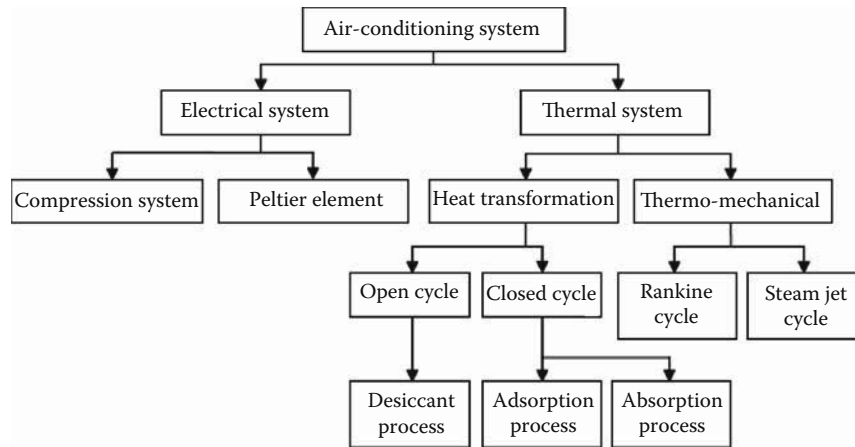 Air-conditioning system
Electrical system
Thermal system
Compression system
Peltier element
Heat transformation
Thermo-mechanical
Open cycle
Closed cycle
Rankine
cycle
Steam jet
cycle
Desiccant
process
Adsorption
process
Absorption
process